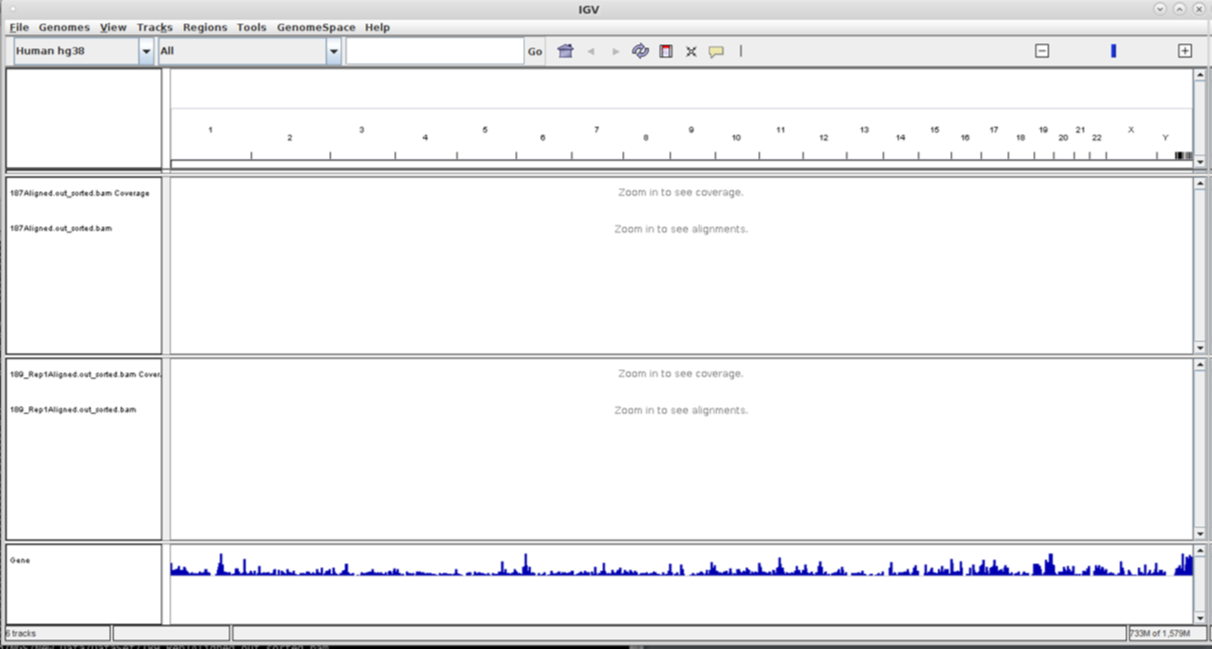 IGV
File Genomes View Tracks Regions Tools GenomeSpace Help
Human hg38 All Go
1 2 3 4 5 6 7 8 9 10 11 12 13 14 15 16 17 18 19 20 21 22 X Y
187Aligned.out_sorted.bam Coverage Zoom in to see coverage.
187Aligned.out_sorted.bam Zoom in to see alignments.
189_Rep1Aligned.out_sorted.bam Cover Zoom in to see coverage.
189_Rep1Aligned.out_sorted.bam Zoom in to see alignments.
Gene
6 tracks 733M of 1,579M